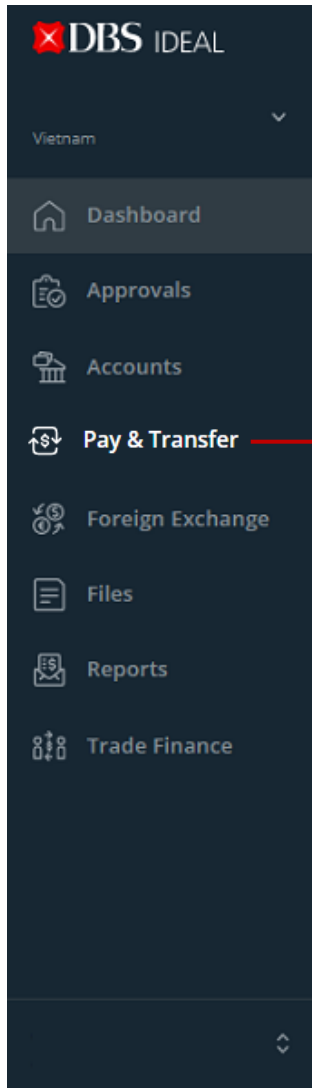 DBS IDEAL
Vietnam
Dashboard
Approvals
Accounts
Pay & Transfer
Foreign Exchange
Files
Reports
Trade Finance